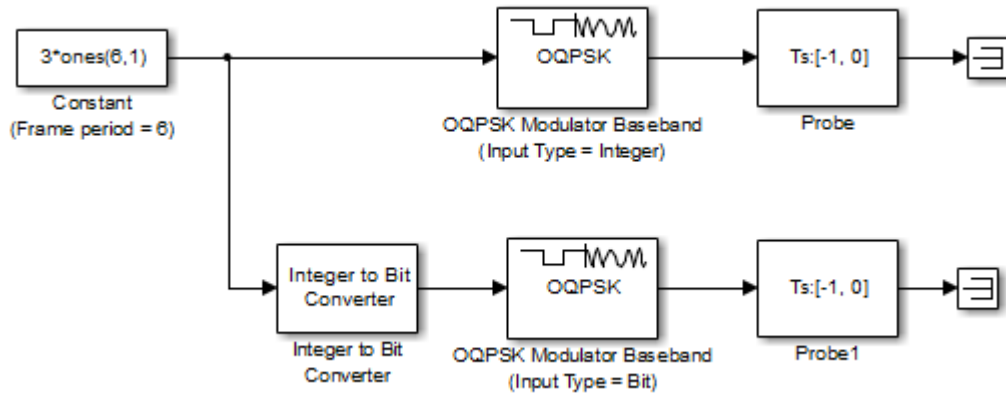 3*ones(6,1)
Constant
(Frame period = 6)
OQPSK
OQPSK Modulator Baseband
(Input Type = Integer)
Ts:[-1, 0]
Probe
Integer to Bit
Converter
Integer to Bit
Converter
OQPSK
OQPSK Modulator Baseband
(Input Type = Bit)
Ts:[-1, 0]
Probe1